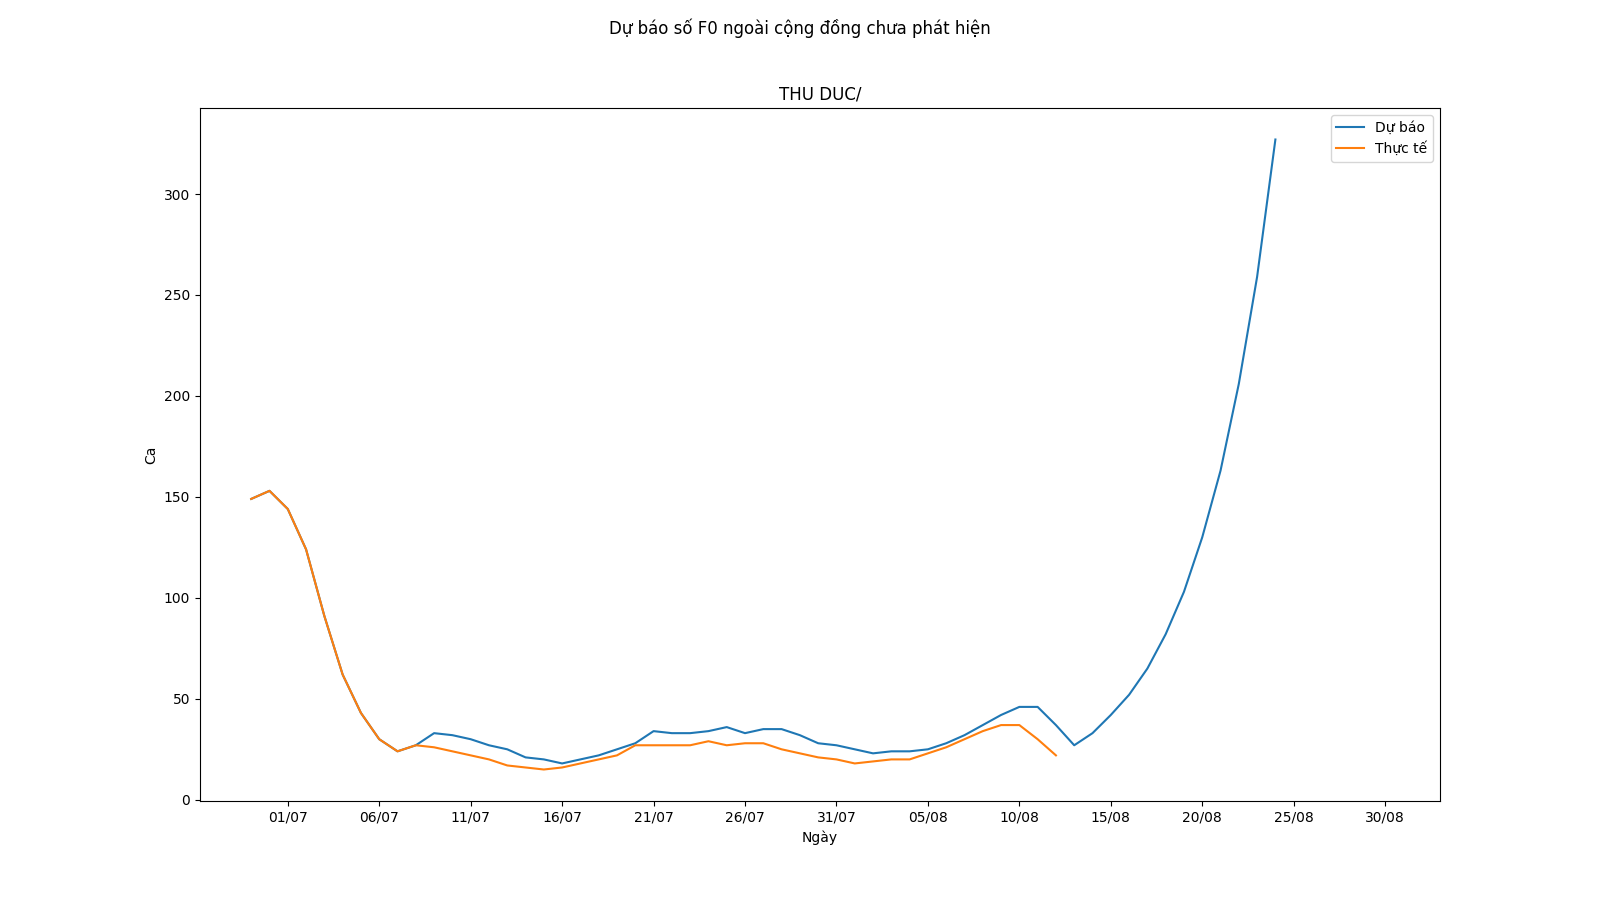 Dự báo số F0 ngoài cộng đồng chưa phát hiện
THU DUC/
Dự báo
Thực tế
300
250
200
150
100
50
0
Ca
01/07 06/07 11/07 16/07 21/07 26/07 31/07 05/08 10/08 15/08 20/08 25/08 30/08
Ngày